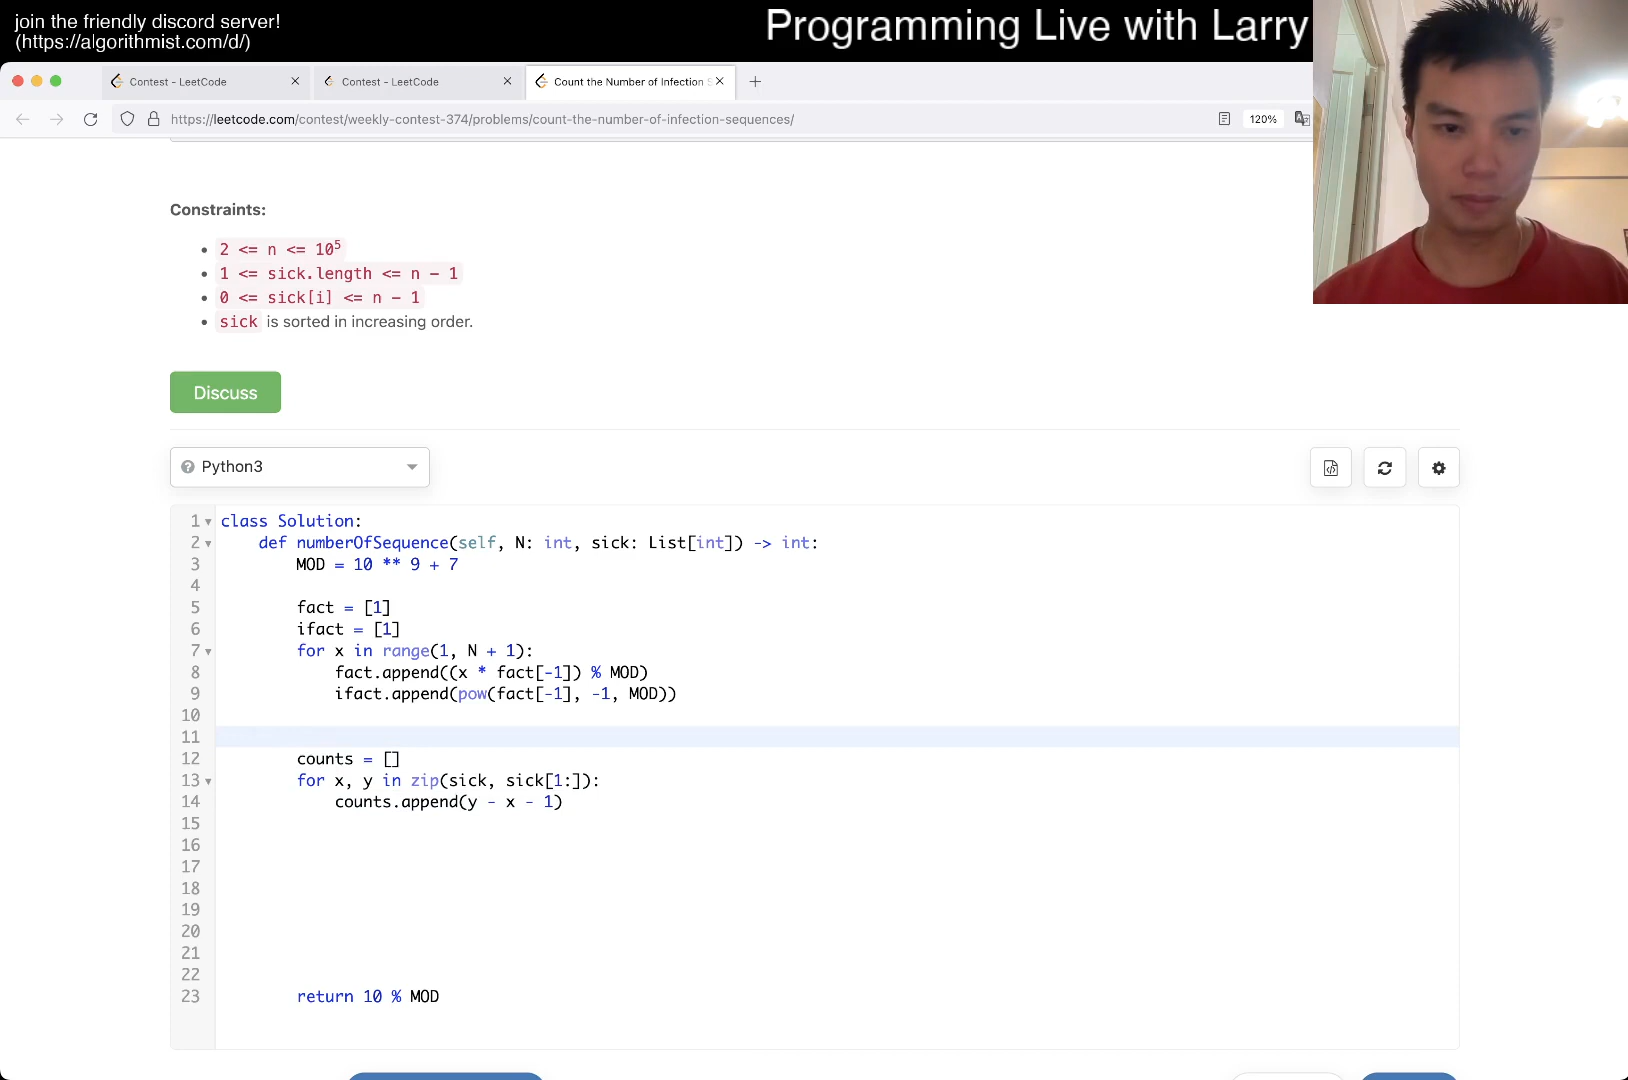 join the friendly discord server!
(https://algorithmist.com/d/)
Programming Live with Larry
Contest - LeetCode
Contest - LeetCode
Count the Number of Infection S
https://leetcode.com/contest/weekly-contest-374/problems/count-the-number-of-infection-sequences/
120%
Constraints:
2 <= n <= 10⁵
1 <= sick.length <= n - 1
0 <= sick[i] <= n - 1
sick is sorted in increasing order.
Discuss
Python3
1 class Solution:
2 def numberOfSequence(self, N: int, sick: List[int]) -> int:
3 MOD = 10 ** 9 + 7
4
5 fact = [1]
6 ifact = [1]
7 for x in range(1, N + 1):
8 fact.append((x * fact[-1]) % MOD)
9 ifact.append(pow(fact[-1], -1, MOD))
10
11
12 counts = []
13 for x, y in zip(sick, sick[1:]):
14 counts.append(y - x - 1)
15
16
17
18
19
20
21
22
23 return 10 % MOD